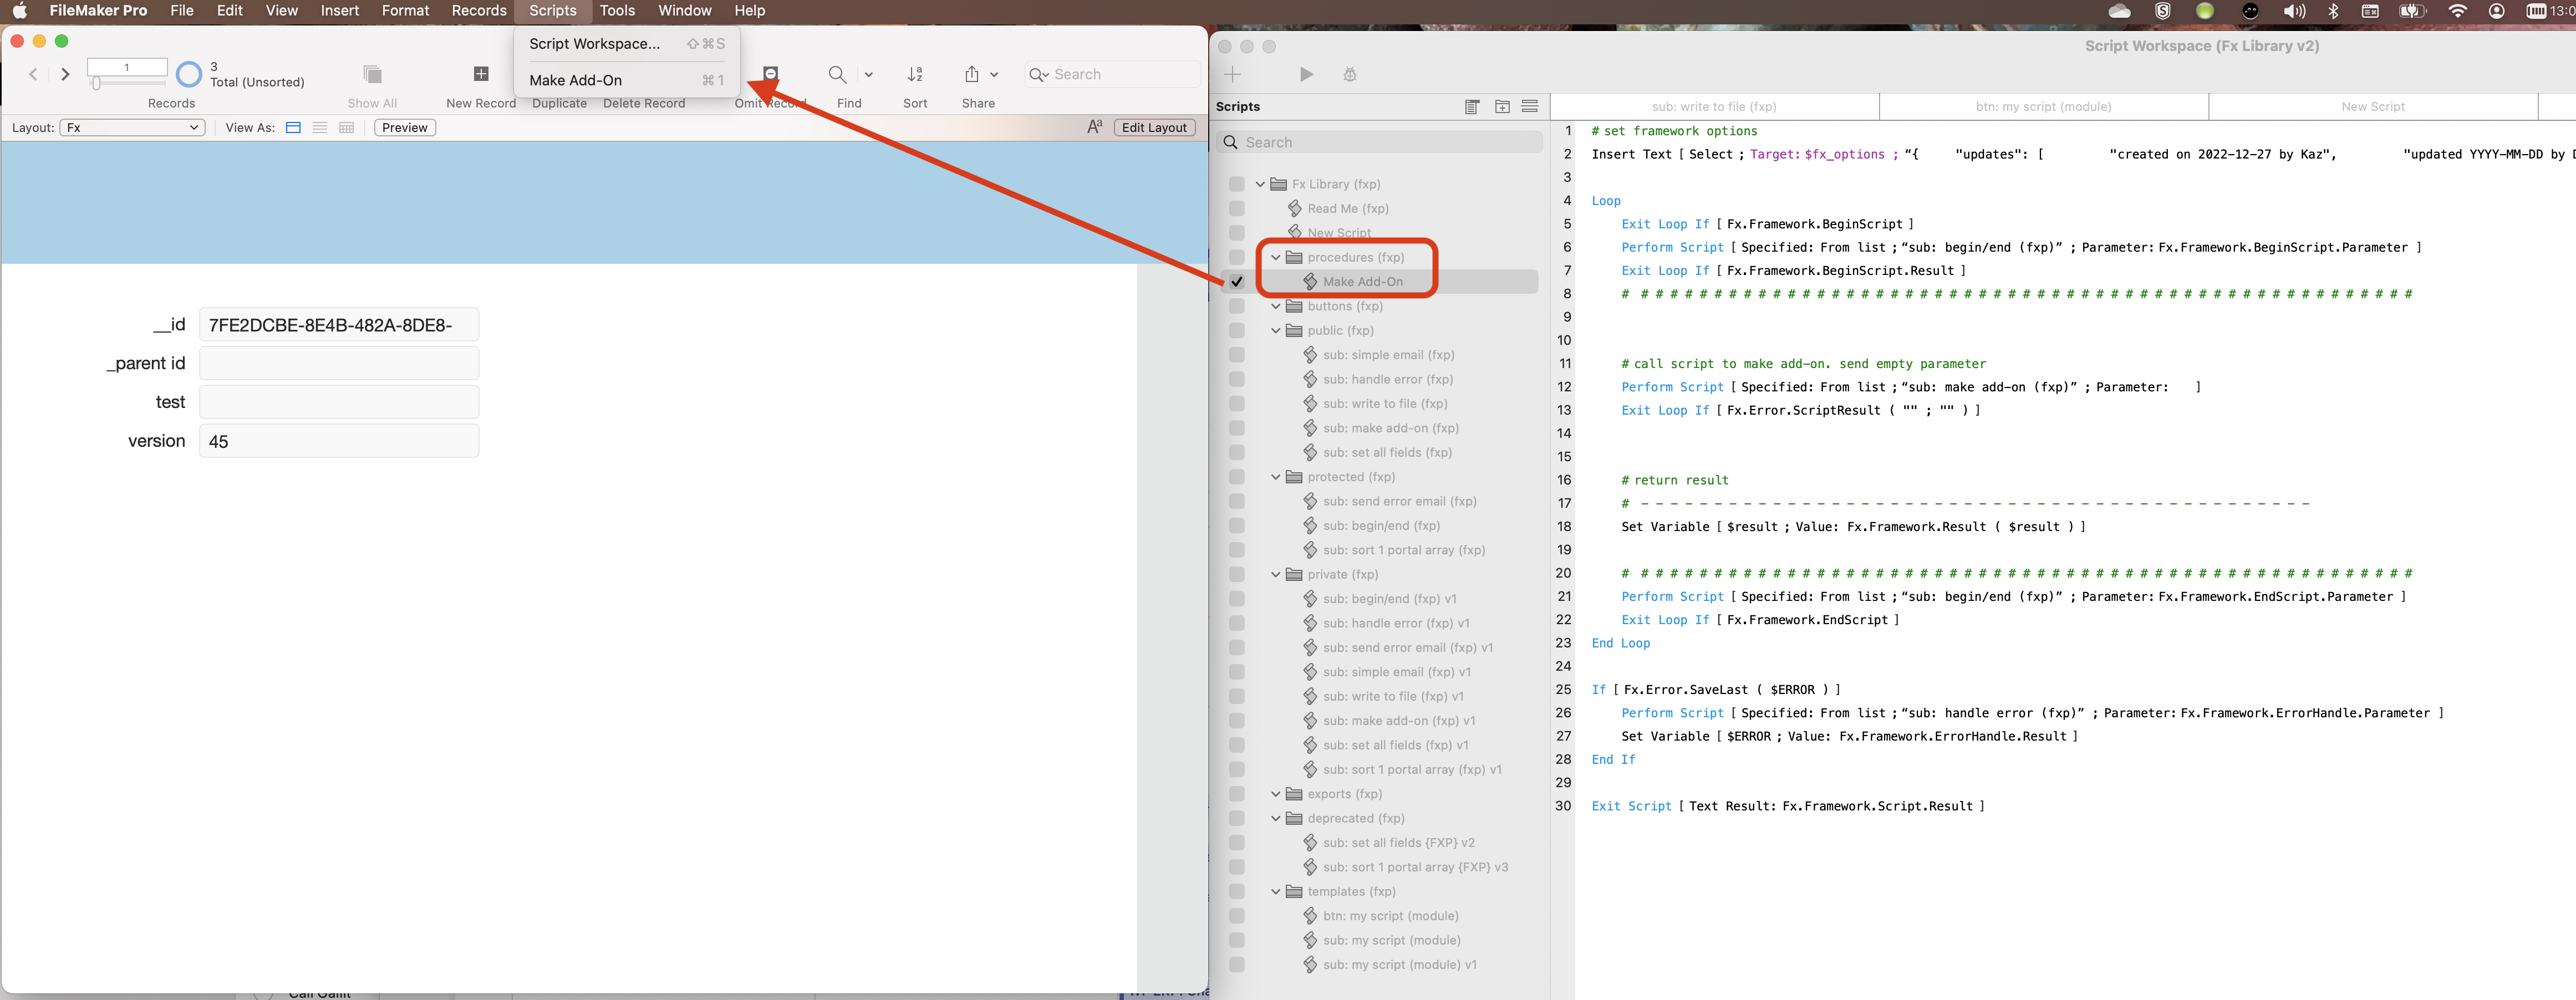 FileMaker Pro File Edit View Insert Format Records Scripts Tools Window Help
13:0
Script Workspace... ⇧⌘S
Make Add-On ⌘1
1
3
Total (Unsorted)
Records
Show All
New Record
Duplicate
Delete Record
Omit Record
Find
Sort
Share
Search
Layout: Fx
View As:
Preview
Aa
Edit Layout
__id 7FE2DCBE-8E4B-482A-8DE8-
_parent id
test
version 45
Script Workspace (Fx Library v2)
Scripts
Search
Fx Library (fxp)
Read Me (fxp)
New Script
procedures (fxp)
Make Add-On
buttons (fxp)
public (fxp)
sub: simple email (fxp)
sub: handle error (fxp)
sub: write to file (fxp)
sub: make add-on (fxp)
sub: set all fields (fxp)
protected (fxp)
sub: send error email (fxp)
sub: begin/end (fxp)
sub: sort 1 portal array (fxp)
private (fxp)
sub: begin/end (fxp) v1
sub: handle error (fxp) v1
sub: send error email (fxp) v1
sub: simple email (fxp) v1
sub: write to file (fxp) v1
sub: make add-on (fxp) v1
sub: set all fields (fxp) v1
sub: sort 1 portal array (fxp) v1
exports (fxp)
deprecated (fxp)
sub: set all fields {FXP} v2
sub: sort 1 portal array {FXP} v3
templates (fxp)
btn: my script (module)
sub: my script (module)
sub: my script (module) v1
sub: write to file (fxp)
btn: my script (module)
New Script
1 # set framework options
2 Insert Text [ Select ; Target: $fx_options ; “{ "updates": [ "created on 2022-12-27 by Kaz", "updated YYYY-MM-DD by D
3
4 Loop
5 Exit Loop If [ Fx.Framework.BeginScript ]
6 Perform Script [ Specified: From list ; “sub: begin/end (fxp)” ; Parameter: Fx.Framework.BeginScript.Parameter ]
7 Exit Loop If [ Fx.Framework.BeginScript.Result ]
8 # # # # # # # # # # # # # # # # # # # # # # # # # # # # # # # # # # # # # # # # # # # # # # # # # # # # # #
9
10
11 # call script to make add-on. send empty parameter
12 Perform Script [ Specified: From list ; “sub: make add-on (fxp)” ; Parameter: ]
13 Exit Loop If [ Fx.Error.ScriptResult ( "" ; "" ) ]
14
15
16 # return result
17 # - - - - - - - - - - - - - - - - - - - - - - - - - - - - - - - - - - - - - - - - - - - - - -
18 Set Variable [ $result ; Value: Fx.Framework.Result ( $result ) ]
19
20 # # # # # # # # # # # # # # # # # # # # # # # # # # # # # # # # # # # # # # # # # # # # # # # # # # # # # #
21 Perform Script [ Specified: From list ; “sub: begin/end (fxp)” ; Parameter: Fx.Framework.EndScript.Parameter ]
22 Exit Loop If [ Fx.Framework.EndScript ]
23 End Loop
24
25 If [ Fx.Error.SaveLast ( $ERROR ) ]
26 Perform Script [ Specified: From list ; “sub: handle error (fxp)” ; Parameter: Fx.Framework.ErrorHandle.Parameter ]
27 Set Variable [ $ERROR ; Value: Fx.Framework.ErrorHandle.Result ]
28 End If
29
30 Exit Script [ Text Result: Fx.Framework.Script.Result ]